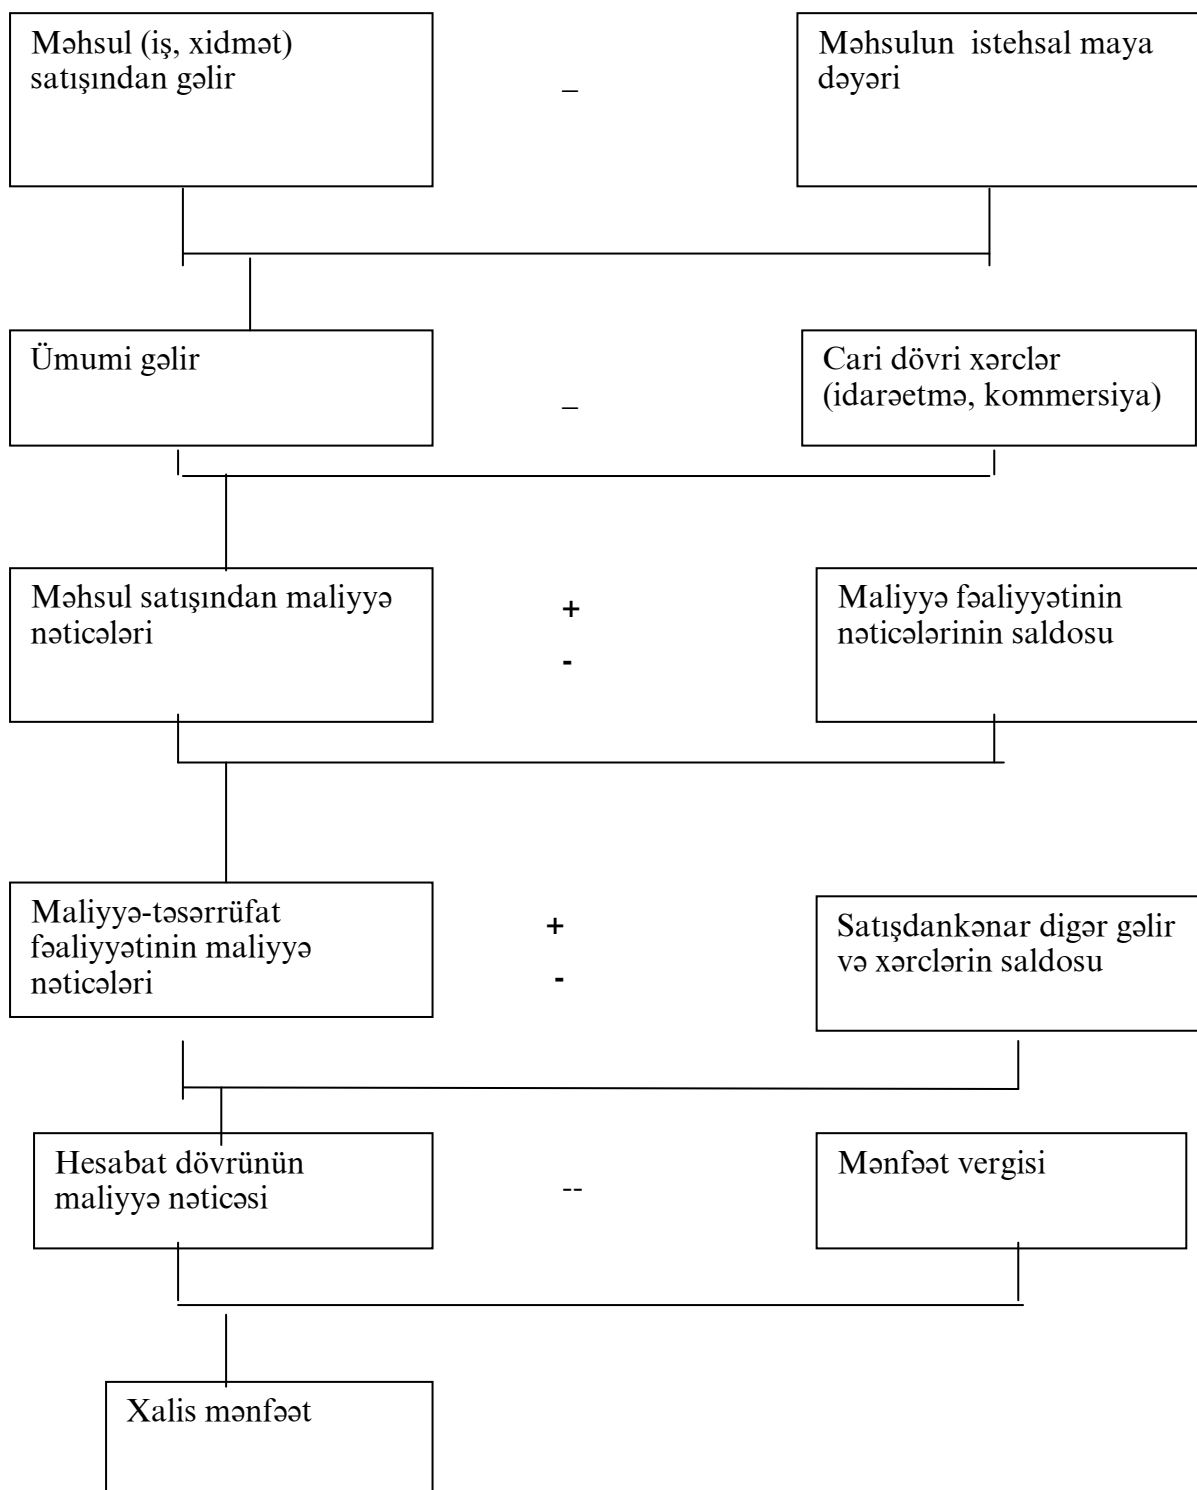 Məhsul (iş, xidmət)
satışından gəlir
–
Məhsulun istehsal maya
dəyəri
Ümumi gəlir
–
Cari dövri xərclər
(idarəetmə, kommersiya)
Məhsul satışından maliyyə
nəticələri
+
-
Maliyyə fəaliyyətinin
nəticələrinin saldosu
Maliyyə-təsərrüfat
fəaliyyətinin maliyyə
nəticələri
+
-
Satışdankənar digər gəlir
və xərclərin saldosu
Hesabat dövrünün
maliyyə nəticəsi
--
Mənfəət vergisi
Xalis mənfəət